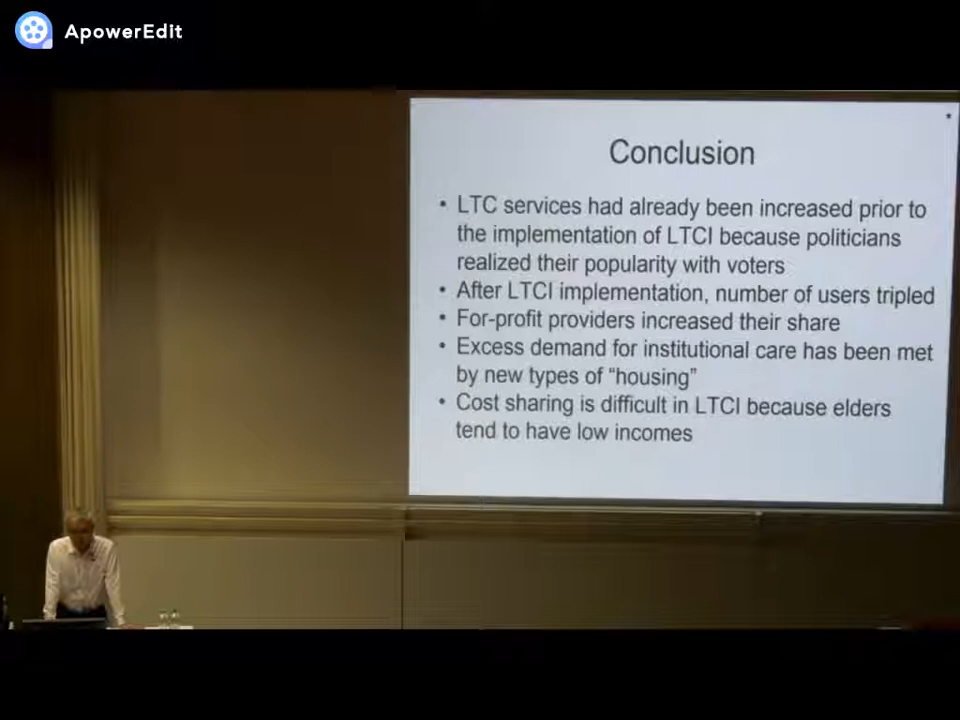 ApowerEdit
Conclusion
• LTC services had already been increased prior to
the implementation of LTCI because politicians
realized their popularity with voters
• After LTCI implementation, number of users tripled
• For-profit providers increased their share
• Excess demand for institutional care has been met
by new types of “housing”
• Cost sharing is difficult in LTCI because elders
tend to have low incomes